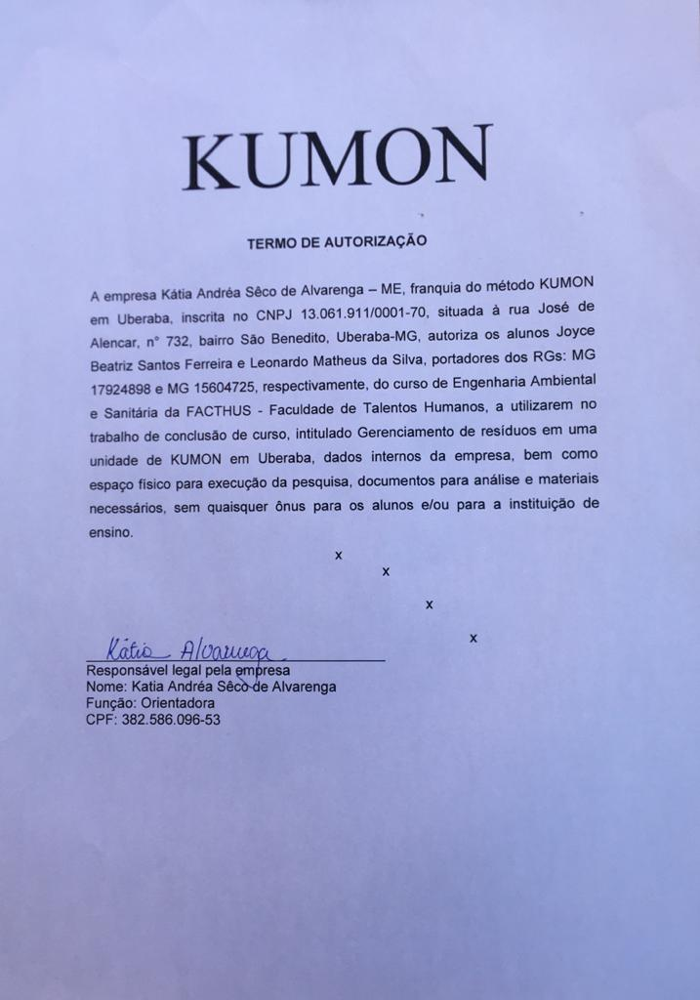 KUMON
TERMO DE AUTORIZAÇÃO
A empresa Kátia Andréa Sêco de Alvarenga – ME, franquia do método KUMON
em Uberaba, inscrita no CNPJ 13.061.911/0001-70, situada à rua José de
Alencar, n° 732, bairro São Benedito, Uberaba-MG, autoriza os alunos Joyce
Beatriz Santos Ferreira e Leonardo Matheus da Silva, portadores dos RGs: MG
17924898 e MG 15604725, respectivamente, do curso de Engenharia Ambiental
e Sanitária da FACTHUS - Faculdade de Talentos Humanos, a utilizarem no
trabalho de conclusão de curso, intitulado Gerenciamento de resíduos em uma
unidade de KUMON em Uberaba, dados internos da empresa, bem como
espaço físico para execução da pesquisa, documentos para análise e materiais
necessários, sem quaisquer ônus para os alunos e/ou para a instituição de
ensino.
x
x
x
x
Kátia Alvarenga
Responsável legal pela empresa
Nome: Katia Andréa Sêco de Alvarenga
Função: Orientadora
CPF: 382.586.096-53